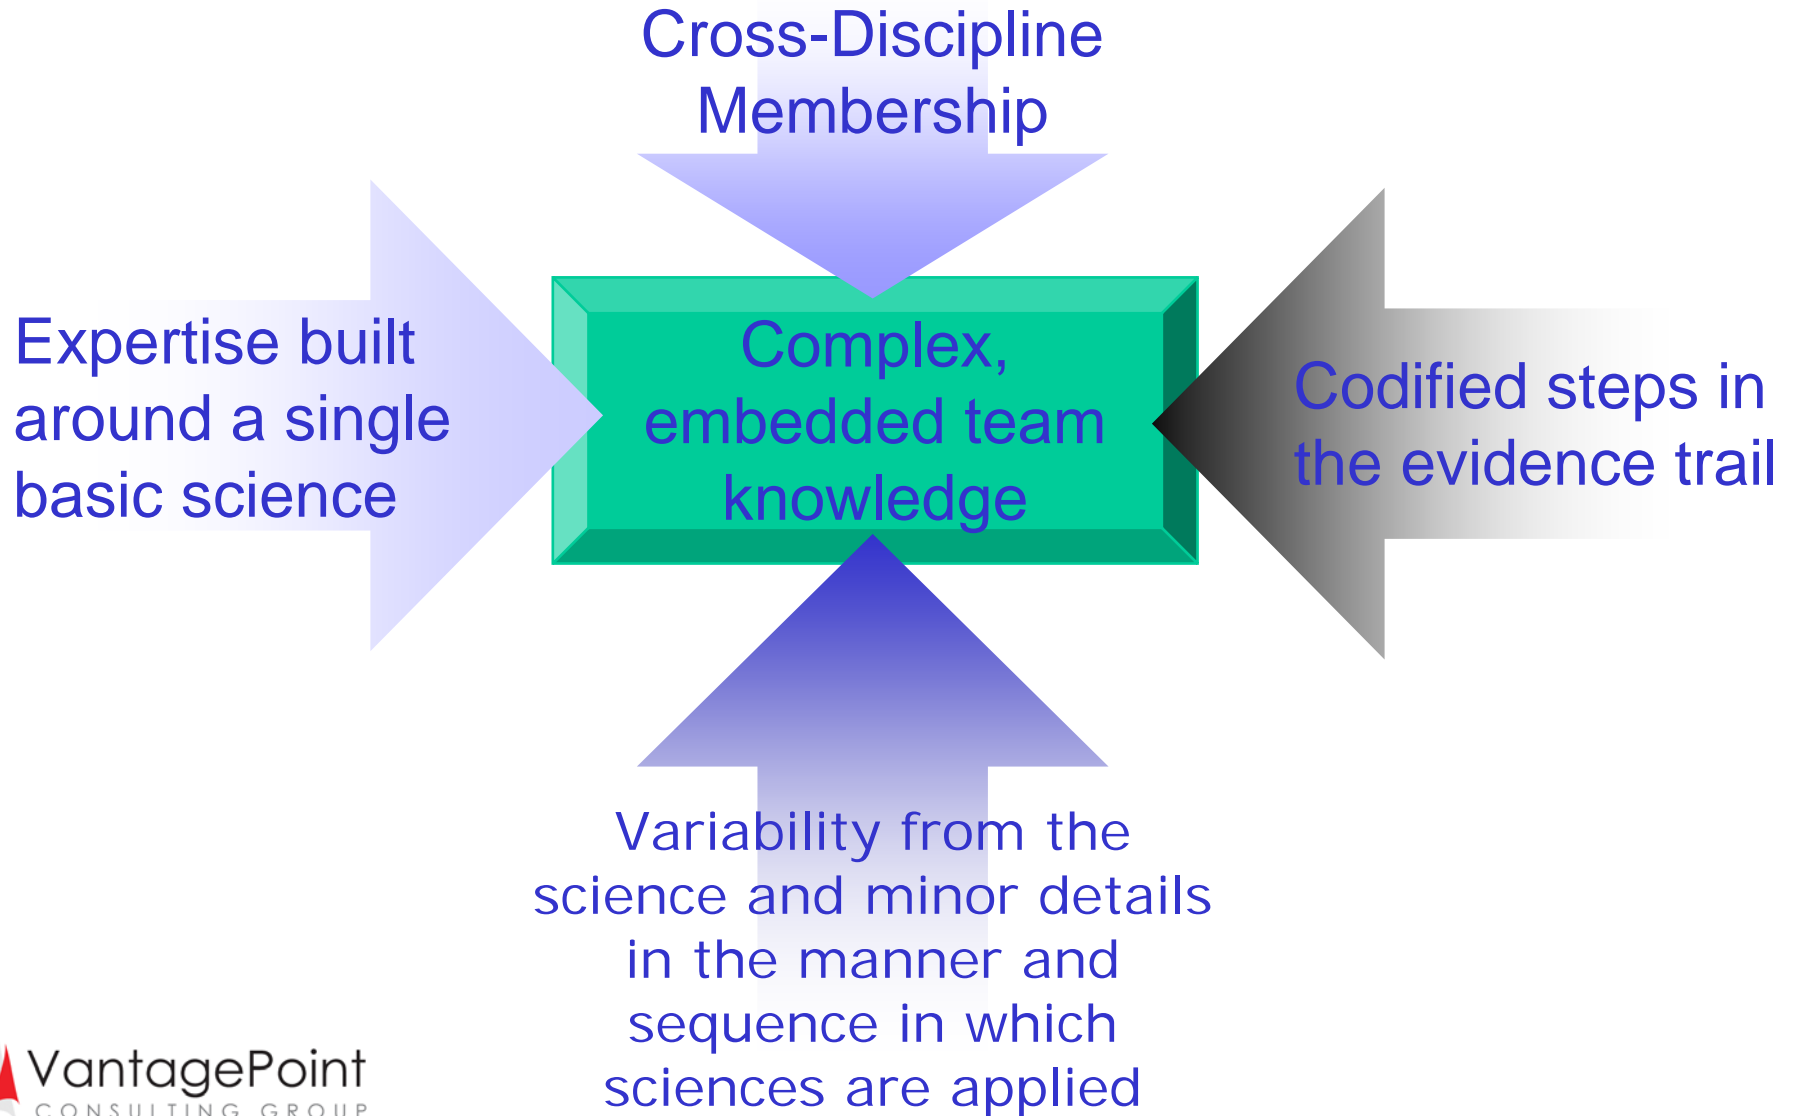 Cross-Discipline
Membership
Expertise built
around a single
basic science
Complex,
embedded team
knowledge
Codified steps in
the evidence trail
Variability from the
science and minor details
in the manner and
sequence in which
sciences are applied
VantagePoint
CONSULTING GROUP